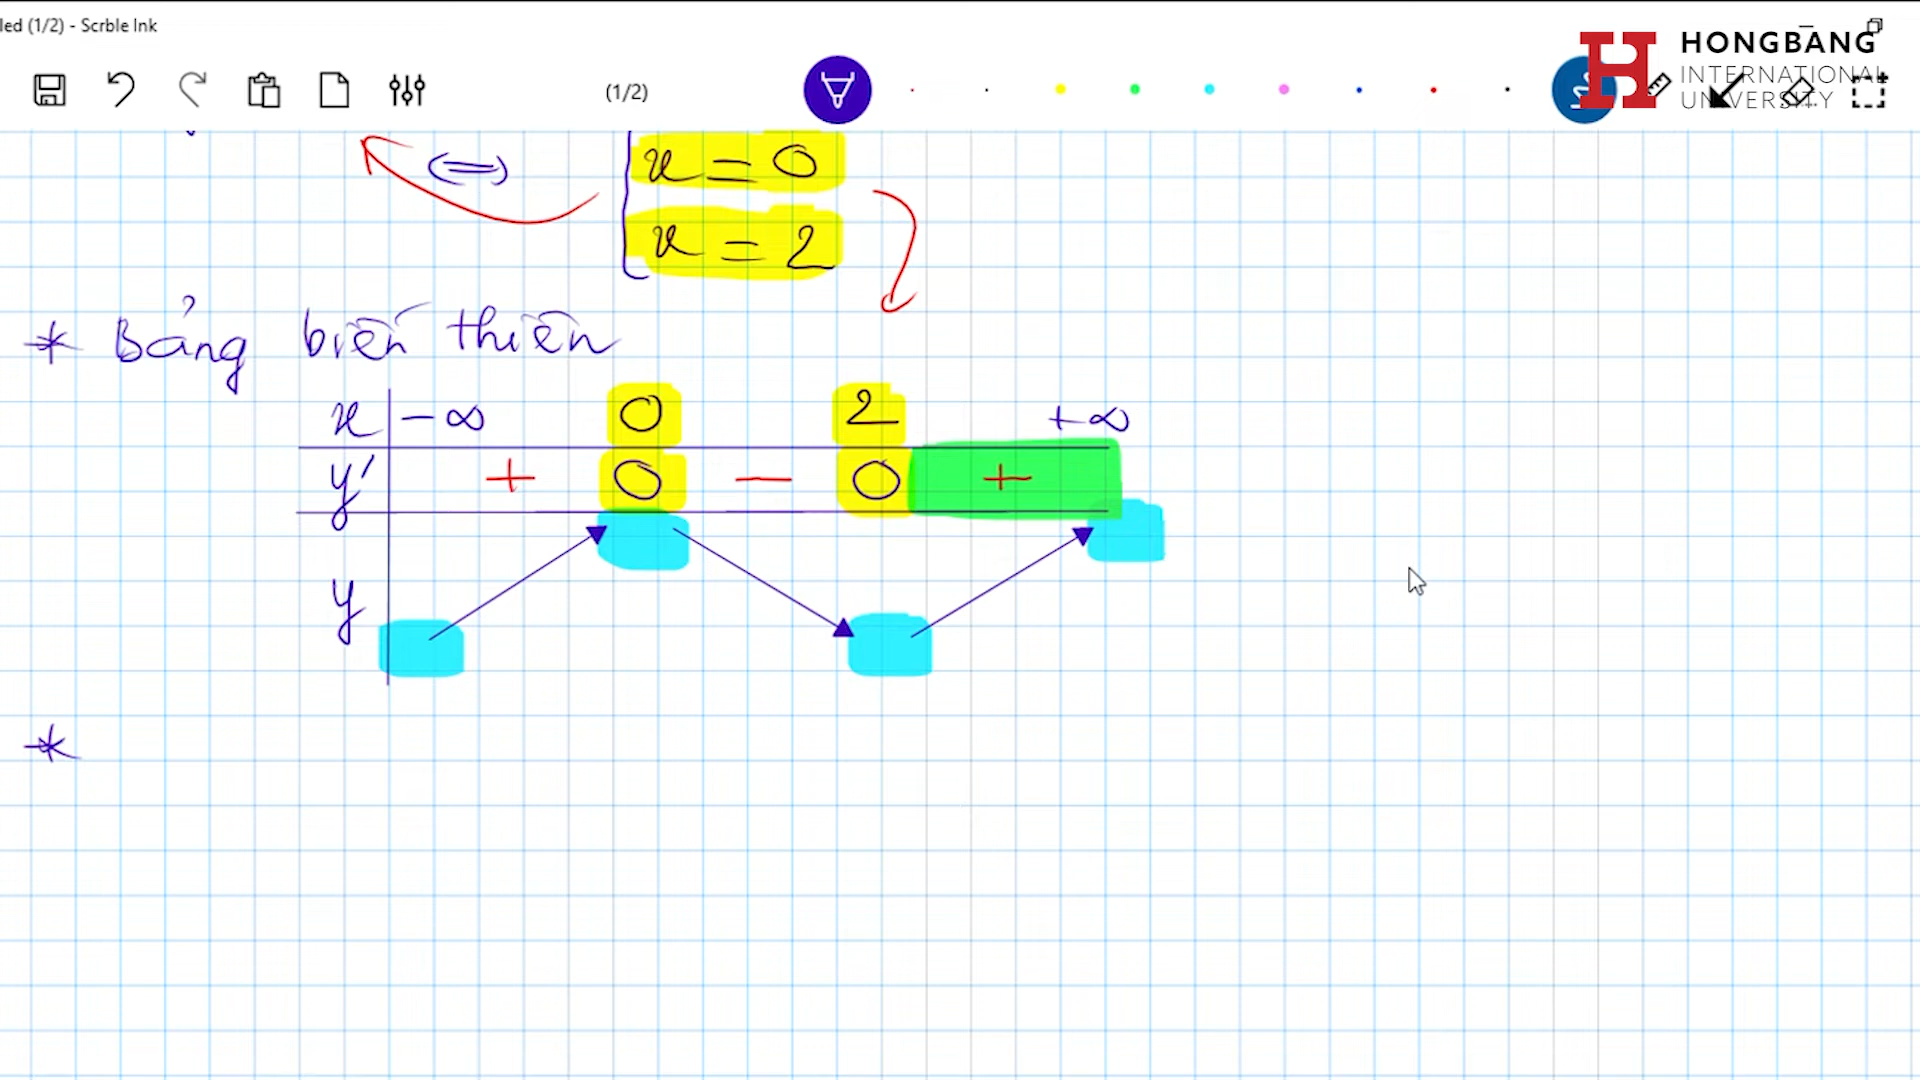 led (1/2) - Scrble Ink
(1/2)
HONGBANG
INTERNATIONAL
UNIVERSITY
⇔
x = 0
x = 2
* Bảng biến thiên
x -∞ 0 2 +∞
y' + 0 - 0 +
y
*